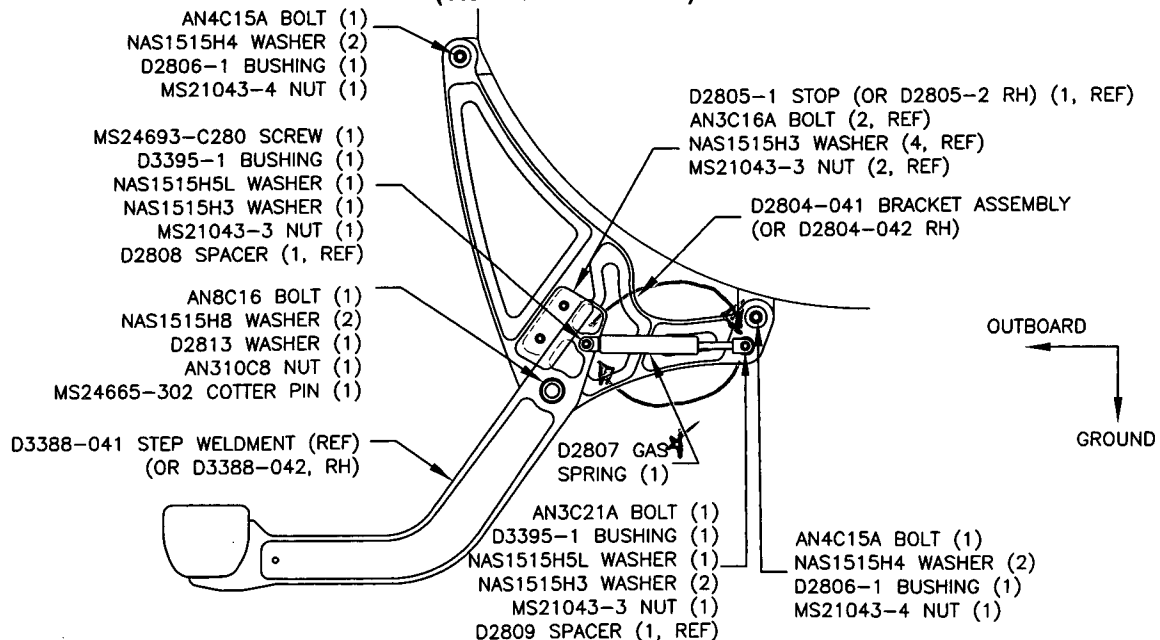 AN4C15A BOLT (1)
NAS1515H4 WASHER (2)
D2806-1 BUSHING (1)
MS21043-4 NUT (1)
MS24693-C280 SCREW (1)
D3395-1 BUSHING (1)
NAS1515H5L WASHER (1)
NAS1515H3 WASHER (1)
MS21043-3 NUT (1)
D2808 SPACER (1, REF)
AN8C16 BOLT (1)
NAS1515H8 WASHER (2)
D2813 WASHER (1)
AN310C8 NUT (1)
MS24665-302 COTTER PIN (1)
D3388-041 STEP WELDMENT (REF)
(OR D3388-042, RH)
D2805-1 STOP (OR D2805-2 RH) (1, REF)
AN3C16A BOLT (2, REF)
NAS1515H3 WASHER (4, REF)
MS21043-3 NUT (2, REF)
D2804-041 BRACKET ASSEMBLY
(OR D2804-042 RH)
OUTBOARD
GROUND
D2807 GAS
SPRING (1)
AN3C21A BOLT (1)
D3395-1 BUSHING (1)
NAS1515H5L WASHER (1)
NAS1515H3 WASHER (2)
MS21043-3 NUT (1)
D2809 SPACER (1, REF)
AN4C15A BOLT (1)
NAS1515H4 WASHER (2)
D2806-1 BUSHING (1)
MS21043-4 NUT (1)